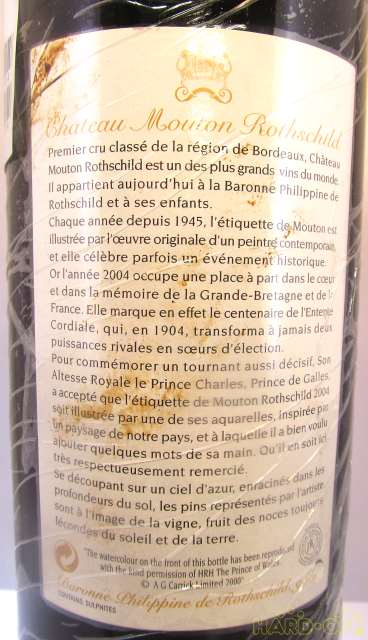 Chateau Mouton Rothschild
Premier cru classé de la région de Bordeaux, Château
Mouton Rothschild est un des plus grands vins du monde.
Il appartient aujourd'hui à la Baronne Philippine de
Rothschild et à ses enfants.
Chaque année depuis 1945, l'étiquette de Mouton est
illustrée par l'œuvre originale d'un peintre contemporain,
et elle célèbre parfois un événement historique.
Or l'année 2004 occupe une place à part dans le cœur
et dans la mémoire de la Grande-Bretagne et de la
France. Elle marque en effet le centenaire de l'Entente
Cordiale, qui, en 1904, transforma à jamais deux
puissances rivales en sœurs d'élection.
Pour commémorer un tournant aussi décisif, Son
Altesse Royale le Prince Charles, Prince de Galles,
a accepté que l'étiquette de Mouton Rothschild 2004
soit illustrée par une de ses aquarelles, inspirée par
un paysage de notre pays, et à laquelle il a bien voulu
ajouter quelques mots de sa main. Qu'il en soit ici
très respectueusement remercié.
Se découpant sur un ciel d'azur, enracinés dans les
profondeurs du sol, les pins représentés par l'artiste
sont à l'image de la vigne, fruit des noces toujours
fécondes du soleil et de la terre.
"The watercolour on the front of this bottle has been reproduced
with the kind permission of HRH The Prince of Wales.
© A G Carrick Limited 2000"
Baronne Philippine de Rothschild
CONTAINS SULPHITES
HARD-OFF